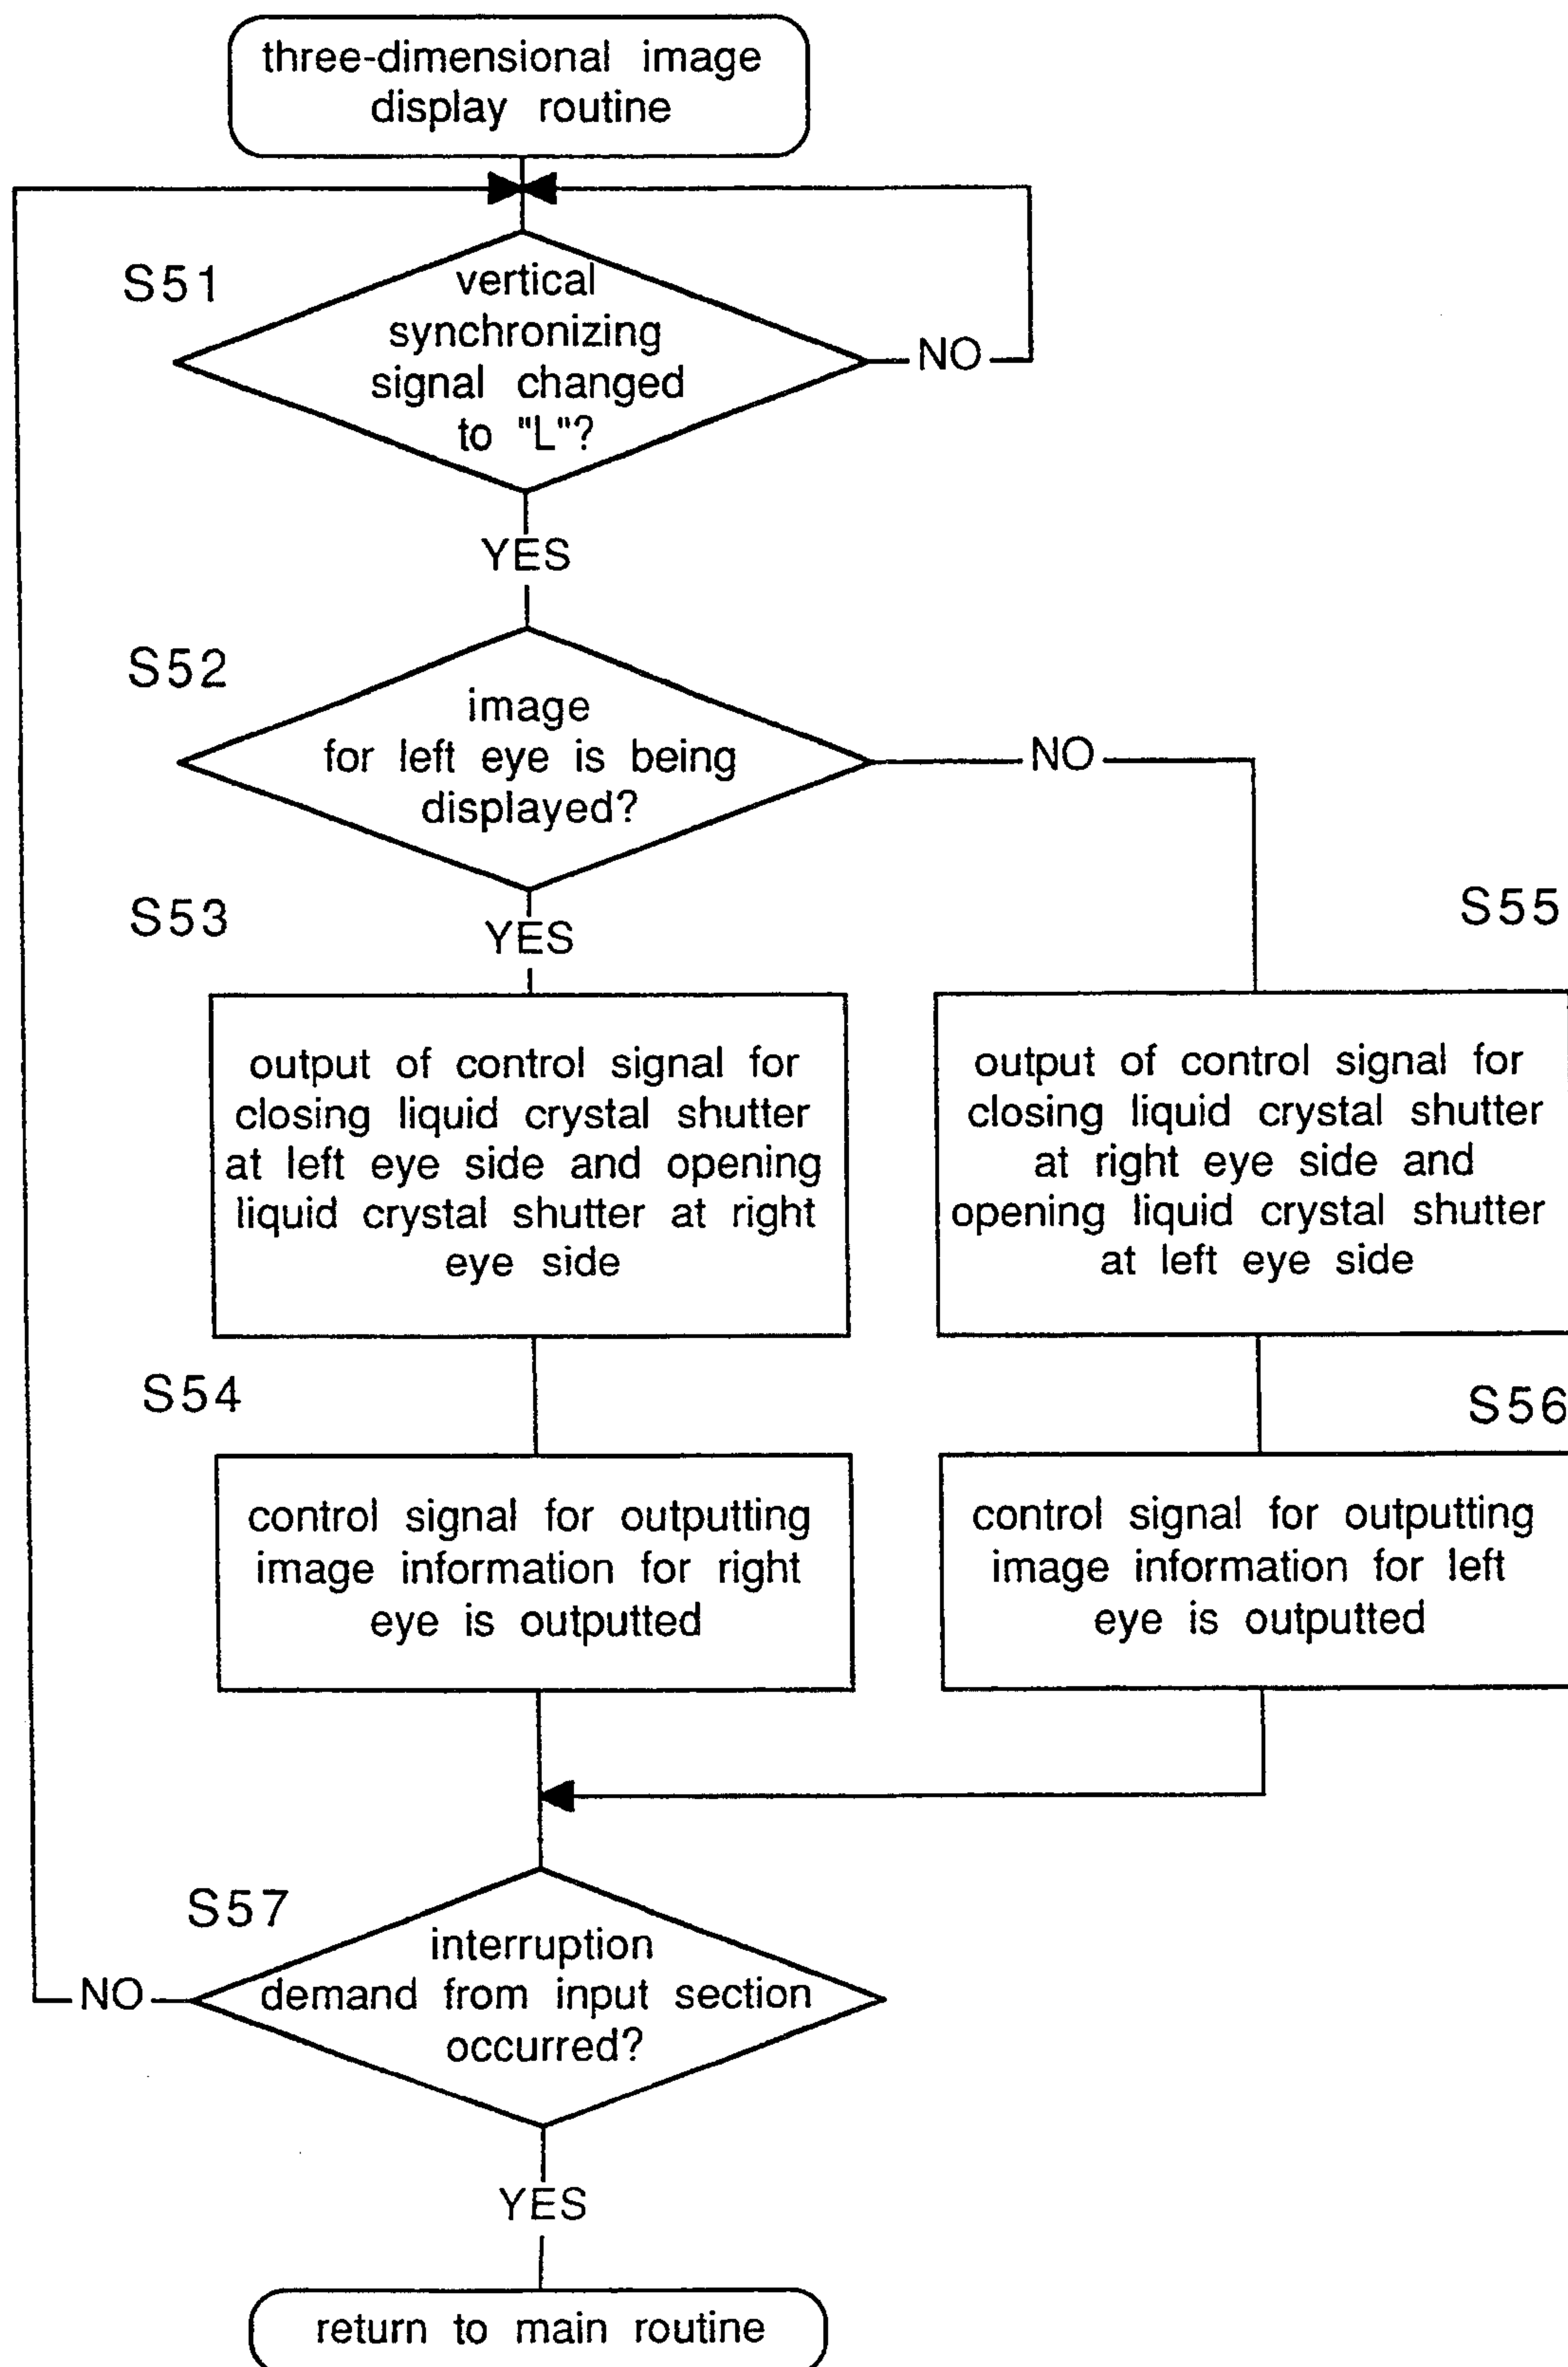 three-dimensional image
display routine
S51
vertical
synchronizing
signal changed
to "L"?
NO
YES
S52
image
for left eye is being
displayed?
NO
S53
YES
S55
output of control signal for
closing liquid crystal shutter
at left eye side and opening
liquid crystal shutter at right
eye side
output of control signal for
closing liquid crystal shutter
at right eye side and
opening liquid crystal shutter
at left eye side
S54
S56
control signal for outputting
image information for right
eye is outputted
control signal for outputting
image information for left
eye is outputted
S57
interruption
demand from input section
occurred?
NO
YES
return to main routine